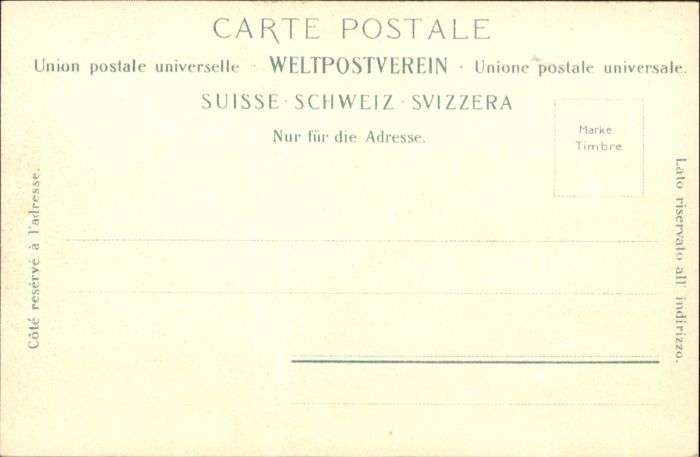 CARTE POSTALE
Union postale universelle · WELTPOSTVEREIN · Unione postale universale.
SUISSE · SCHWEIZ · SVIZZERA
Nur für die Adresse.
Marke
Timbre
Côté resérvé à l'adresse.
Lato riservato all' indirizzo.